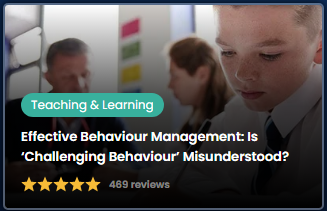 Teaching & Learning
Effective Behaviour Management: Is
‘Challenging Behaviour’ Misunderstood?
469 reviews